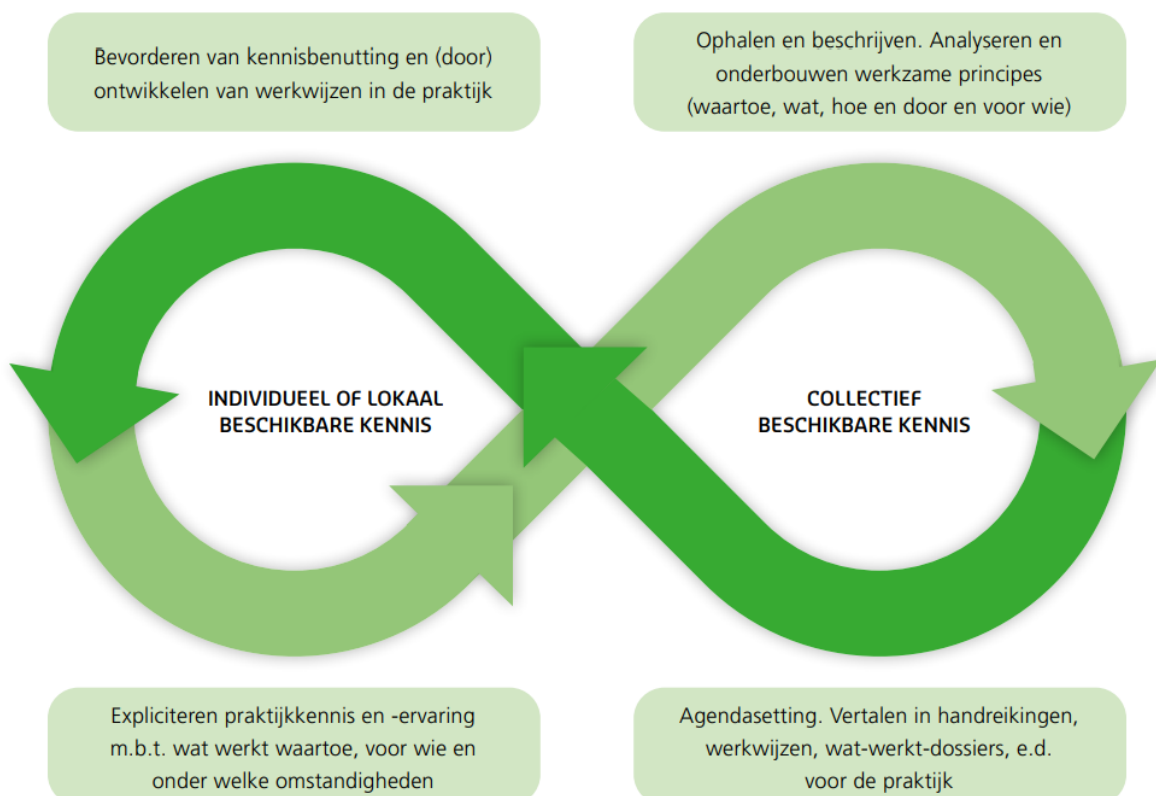 Bevorderen van kennisbenutting en (door)
ontwikkelen van werkwijzen in de praktijk
Ophalen en beschrijven. Analyseren en
onderbouwen werkzame principes
(waartoe, wat, hoe en door en voor wie)
INDIVIDUEEL OF LOKAAL
BESCHIKBARE KENNIS
COLLECTIEF
BESCHIKBARE KENNIS
Expliciteren praktijkkennis en -ervaring
m.b.t. wat werkt waartoe, voor wie en
onder welke omstandigheden
Agendasetting. Vertalen in handreikingen,
werkwijzen, wat-werkt-dossiers, e.d.
voor de praktijk